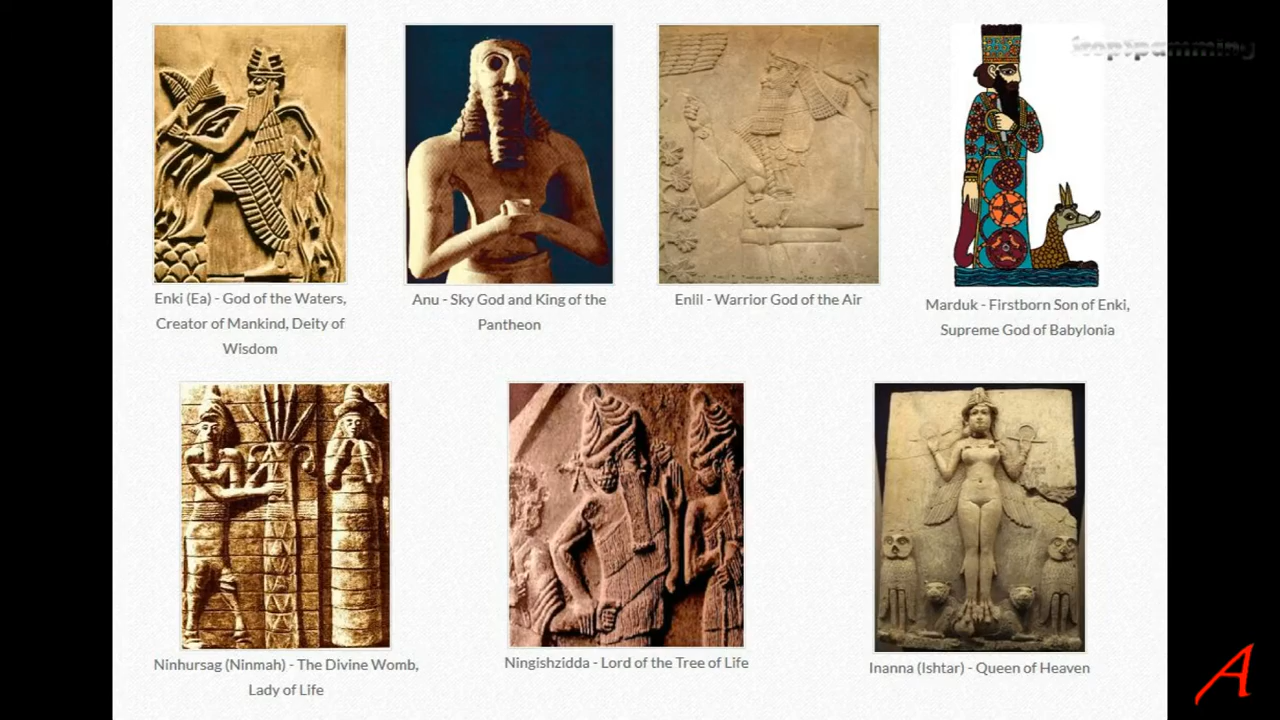 StopSpamming
Enki (Ea) - God of the Waters,
Creator of Mankind, Deity of
Wisdom
Anu - Sky God and King of the
Pantheon
Enlil - Warrior God of the Air
Marduk - Firstborn Son of Enki,
Supreme God of Babylonia
Ninhursag (Ninmah) - The Divine Womb,
Lady of Life
Ningishzidda - Lord of the Tree of Life
Inanna (Ishtar) - Queen of Heaven
A